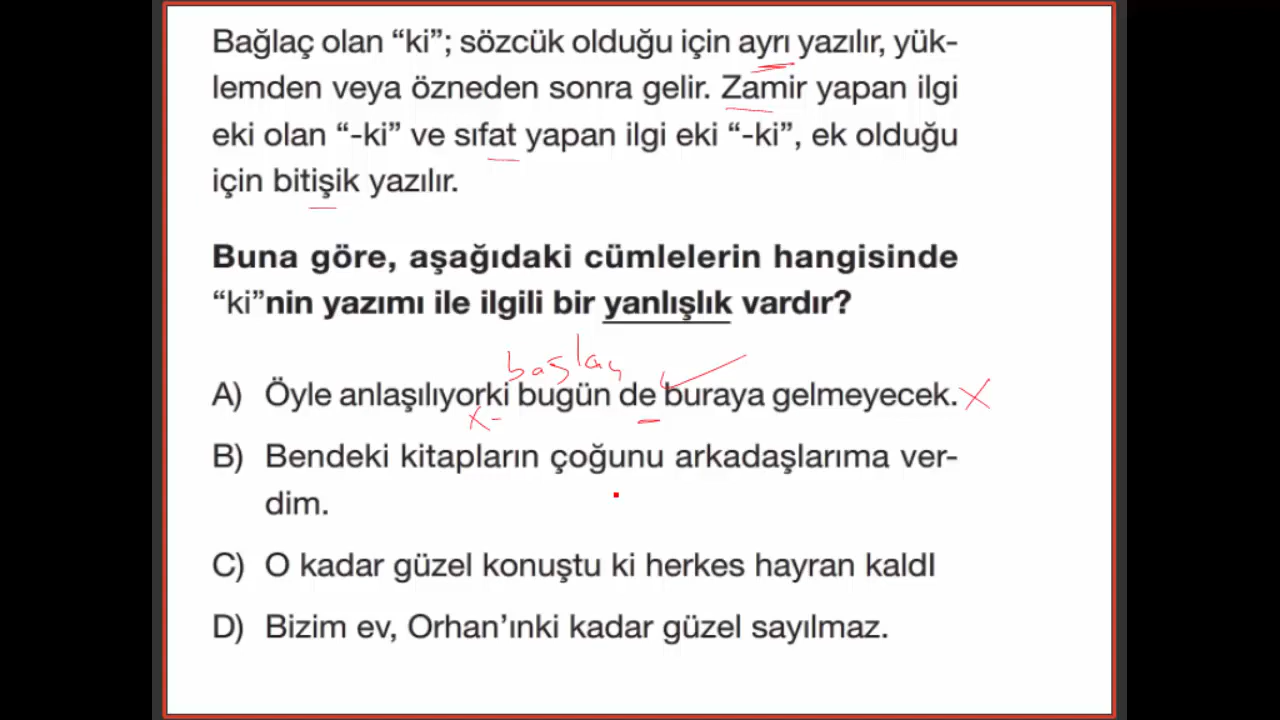 Bağlaç olan “ki”; sözcük olduğu için ayrı yazılır, yük-
lemden veya özneden sonra gelir. Zamir yapan ilgi
eki olan “-ki” ve sıfat yapan ilgi eki “-ki”, ek olduğu
için bitişik yazılır.
Buna göre, aşağıdaki cümlelerin hangisinde
“ki”nin yazımı ile ilgili bir yanlışlık vardır?
bağlaç
A) Öyle anlaşılıyorki bugün de buraya gelmeyecek. X
X
B) Bendeki kitapların çoğunu arkadaşlarıma ver-
dim.
C) O kadar güzel konuştu ki herkes hayran kaldI
D) Bizim ev, Orhan’ınki kadar güzel sayılmaz.